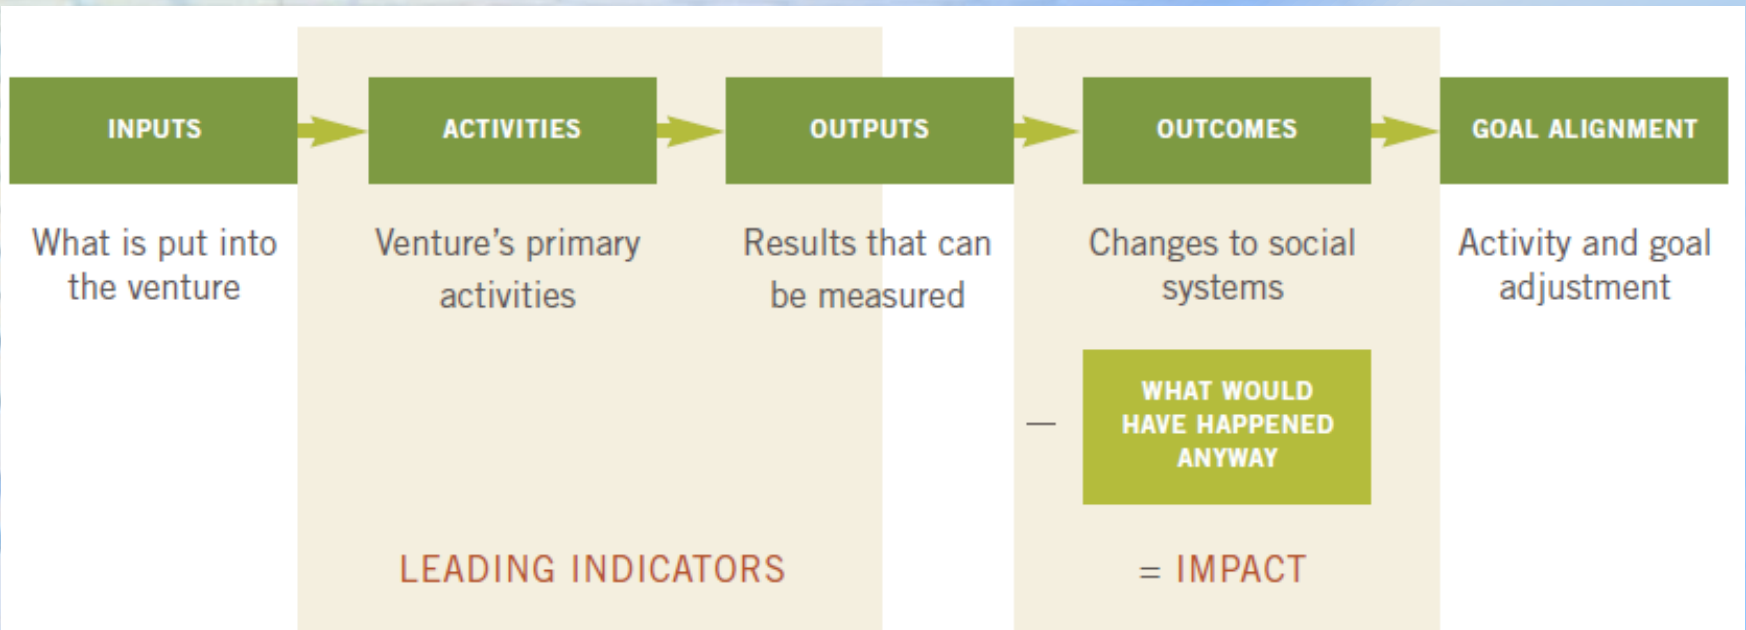 INPUTS
ACTIVITIES
OUTPUTS
OUTCOMES
GOAL ALIGNMENT
What is put into
the venture
Venture's primary
activities
Results that can
be measured
Changes to social
systems
Activity and goal
adjustment
—
WHAT WOULD
HAVE HAPPENED
ANYWAY
LEADING INDICATORS
= IMPACT